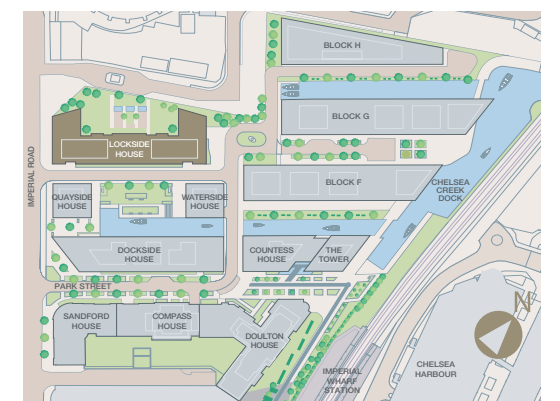 BLOCK H
BLOCK G
LOCKSIDE
HOUSE
IMPERIAL ROAD
BLOCK F
CHELSEA
CREEK
DOCK
QUAYSIDE
HOUSE
WATERSIDE
HOUSE
DOCKSIDE
HOUSE
COUNTESS
HOUSE
THE
TOWER
PARK STREET
SANDFORD
HOUSE
COMPASS
HOUSE
DOULTON
HOUSE
N
IMPERIAL
WHARF
STATION
CHELSEA
HARBOUR